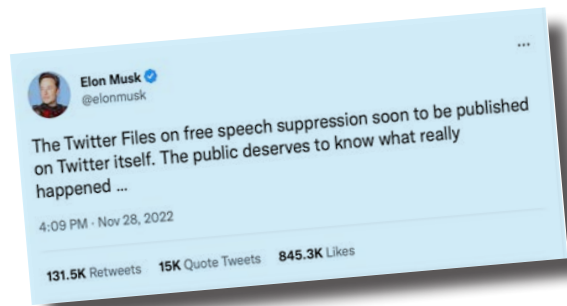 Elon Musk
@elonmusk
...
The Twitter Files on free speech suppression soon to be published
on Twitter itself. The public deserves to know what really
happened ...
4:09 PM · Nov 28, 2022
131.5K Retweets 15K Quote Tweets 845.3K Likes